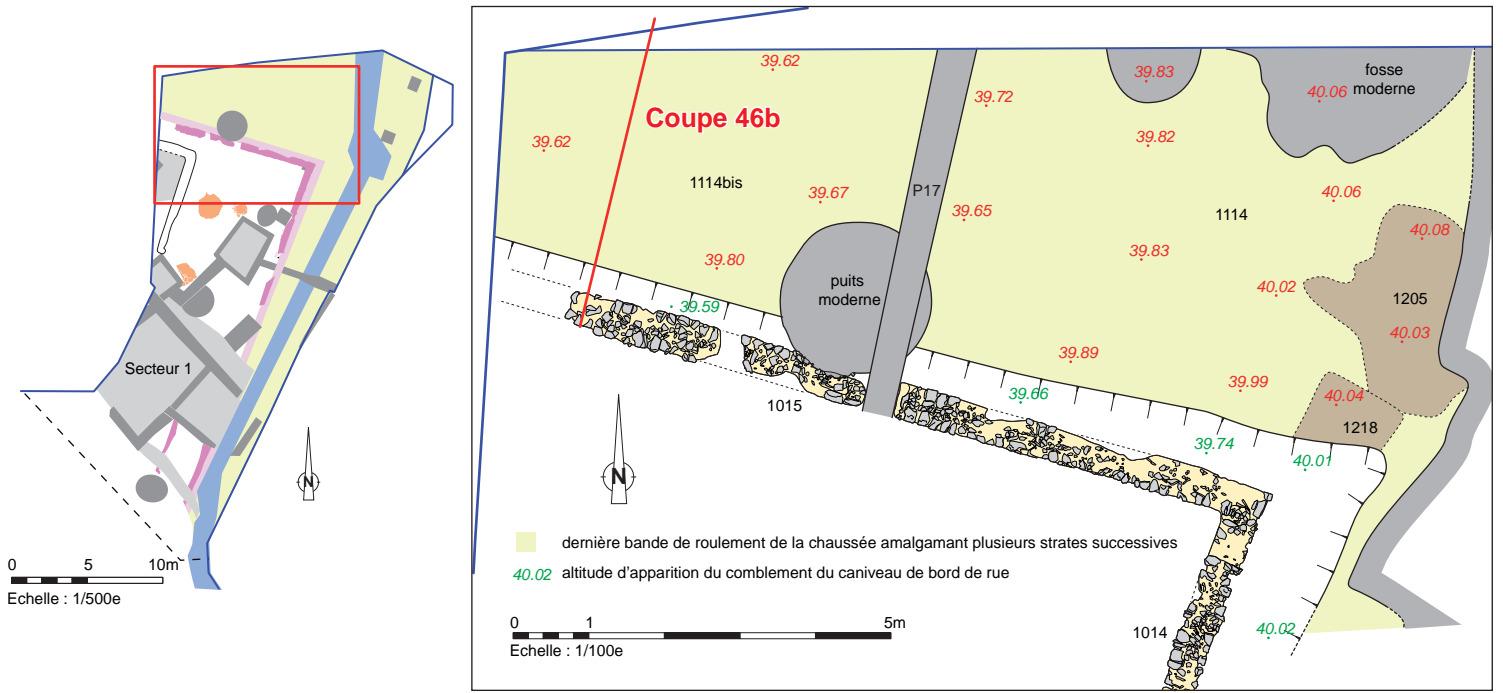 Secteur 1
N
0 5 10m
Echelle : 1/500e
39.62
39.83
fosse
moderne
40.06
39.72
Coupe 46b
39.62
39.82
1114bis
P17
39.67
39.65
40.06
1114
40.08
39.80
39.83
puits
moderne
40.02
1205
39.59
40.03
39.89
39.99
39.66
40.04
1015
1218
39.74
40.01
N
dernière bande de roulement de la chaussée amalgamant plusieurs strates successives
40.02 altitude d'apparition du comblement du caniveau de bord de rue
0 1 5m
Echelle : 1/100e
1014
40.02